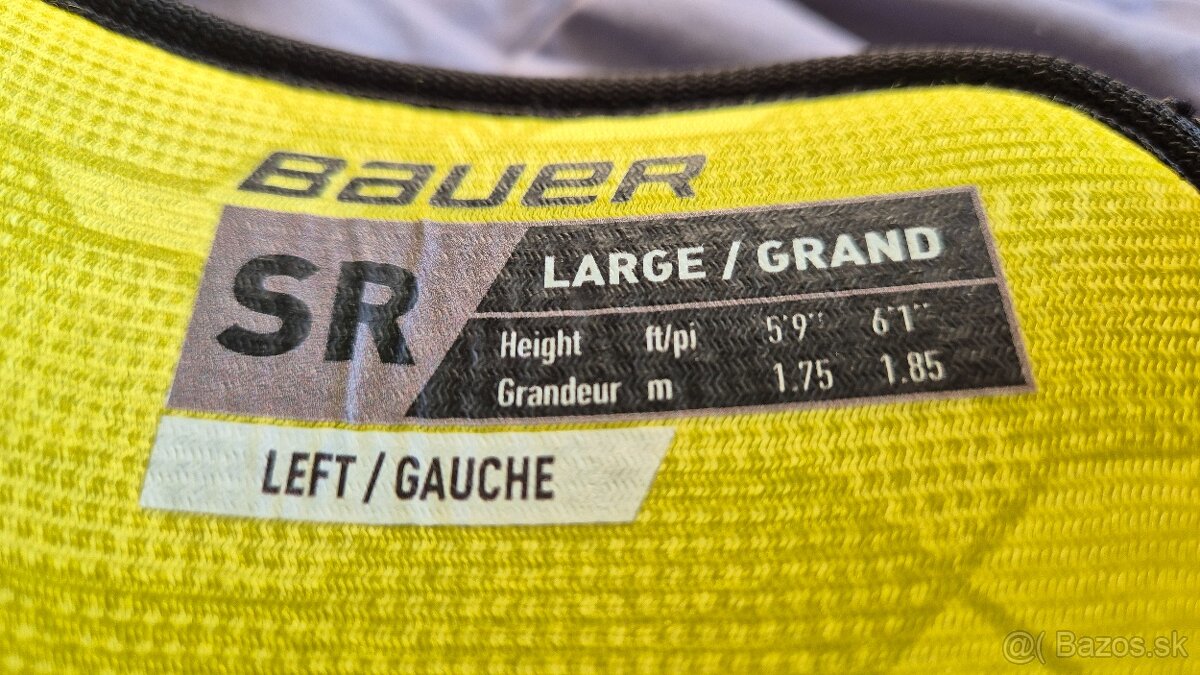 BAUER
SR
LARGE / GRAND
Height ft/pi 5'9" 6'1"
Grandeur m 1.75 1.85
LEFT / GAUCHE
@( Bazos.sk